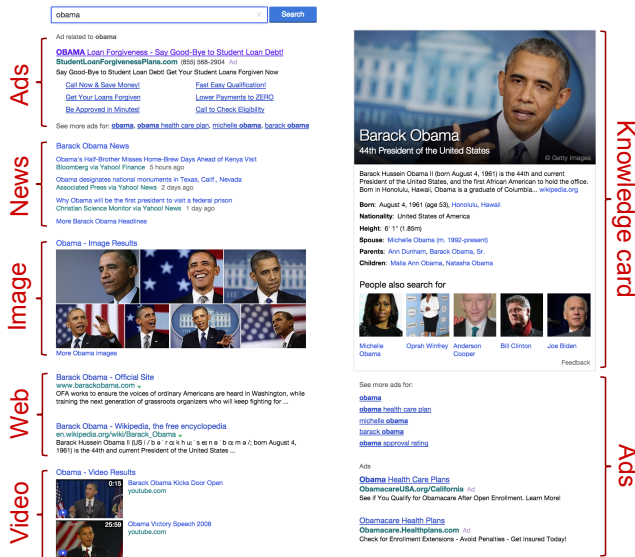 obama
× Search
Ads
Ad related to obama
OBAMA Loan Forgiveness - Say Good-Bye to Student Loan Debt!
StudentLoanForgivenessPlans.com (855) 568-2904 Ad
Say Good-Bye to Student Loan Debt! Get Your Student Loans Forgiven Now
Call Now & Save Money! Fast Easy Qualification!
Get Your Loans Forgiven Lower Payments to ZERO
Be Approved in Minutes! Call to Check Eligibility
See more ads for: obama, obama health care plan, michelle obama, barack obama
News
Barack Obama News
Obama's Half-Brother Misses Home-Brew Days Ahead of Kenya Visit
Bloomberg via Yahoo! Finance 5 hours ago
Obama designates national monuments in Texas, Calif., Nevada
Associated Press via Yahoo! News 2 days ago
Why Obama will be the first president to visit a federal prison
Christian Science Monitor via Yahoo! News 1 day ago
More Barack Obama Headlines
Image
Obama - Image Results
More Obama images
Web
Barack Obama - Official Site
www.barackobama.com
OFA works to ensure the voices of ordinary Americans are heard in Washington, while
training the next generation of grassroots organizers who will keep fighting for ...
Barack Obama - Wikipedia, the free encyclopedia
en.wikipedia.org/wiki/Barack_Obama
Barack Hussein Obama II (US
born August 4,
1961) is the 44th and current President of the United States ...
Video
Obama - Video Results
0:15
Barack Obama Kicks Door Open
youtube.com
25:59
Obama Victory Speech 2008
youtube.com
Knowledge card
Barack Obama
44th President of the United States
© Getty Images
Barack Hussein Obama II (born August 4, 1961) is the 44th and current
President of the United States, and the first African American to hold the office.
Born in Honolulu, Hawaii, Obama is a graduate of Columbia... wikipedia.org
Born: August 4, 1961 (age 53), Honolulu, Hawaii
Nationality: United States of America
Height: 6' 1" (1.85m)
Spouse: Michelle Obama (m. 1992-present)
Parents: Ann Dunham, Barack Obama, Sr.
Children: Malia Ann Obama, Natasha Obama
People also search for
Michelle Obama
Oprah Winfrey
Anderson Cooper
Bill Clinton
Joe Biden
Feedback
Ads
See more ads for:
obama
obama health care plan
michelle obama
barack obama
obama approval rating
Ads
Obama Health Care Plans
ObamacareUSA.org/California Ad
See if You Qualify for Obamacare After Open Enrollment. Learn More!
Obamacare Health Plans
Obamacare.Healthplans.com Ad
Check for Enrollment Extensions - Avoid Penalties - Get Insured Today!